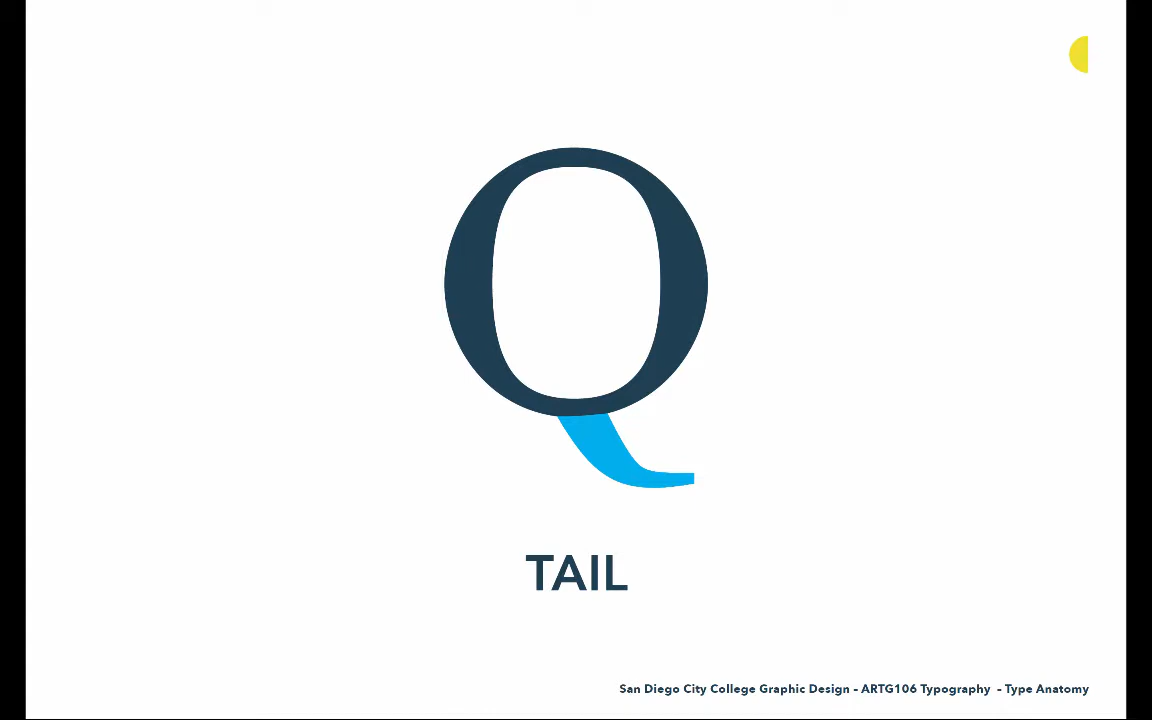 Q
TAIL
San Diego City College Graphic Design – ARTG106 Typography – Type Anatomy